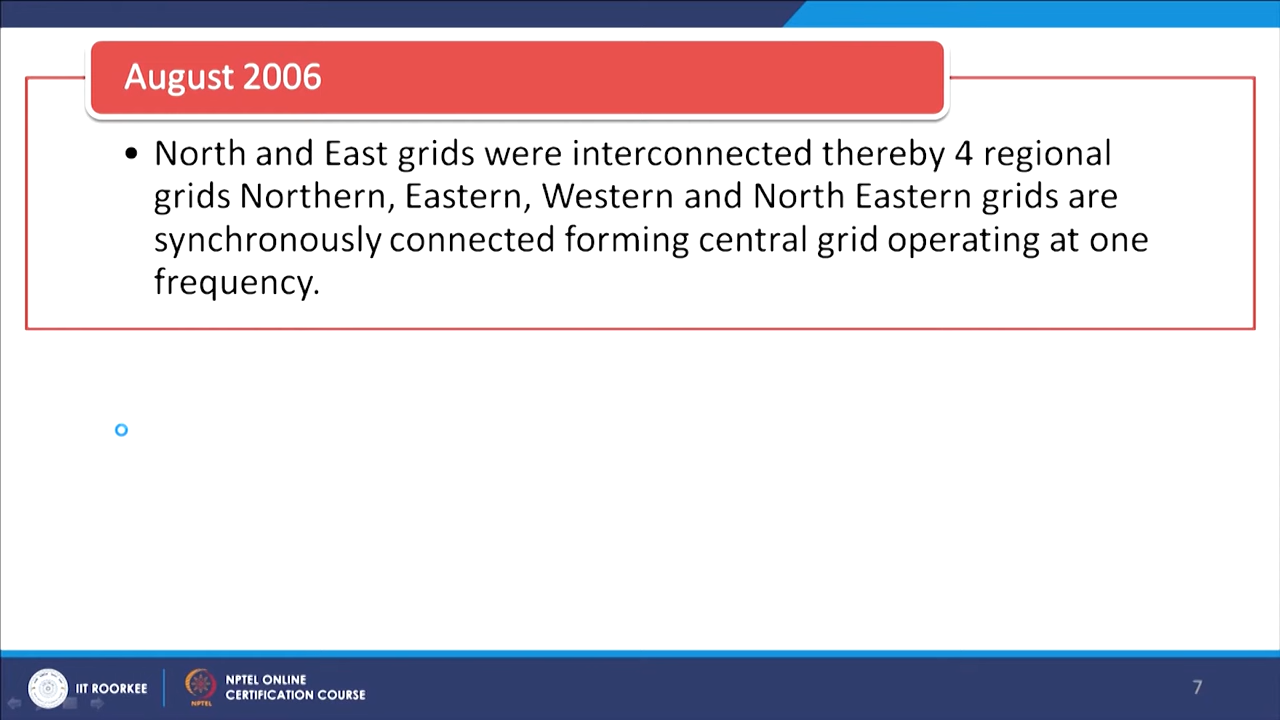 August 2006
• North and East grids were interconnected thereby 4 regional
grids Northern, Eastern, Western and North Eastern grids are
synchronously connected forming central grid operating at one
frequency.
IIT ROORKEE
NPTEL
NPTEL ONLINE
CERTIFICATION COURSE
7